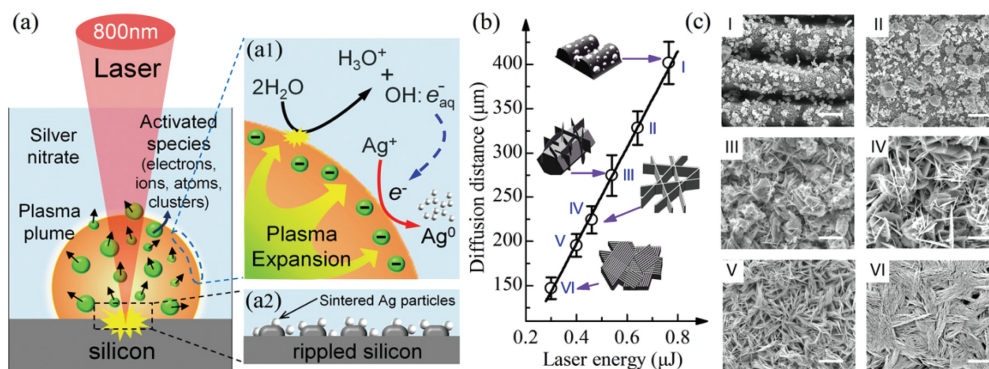 (a)
800nm
Laser
Silver
nitrate
Activated
species
(electrons,
ions, atoms,
clusters)
Plasma
plume
silicon
(a1)
H₃O⁺
+
2H₂O
OH: e⁻aq
Ag⁺
e⁻
Ag⁰
Plasma
Expansion
(a2)
Sintered Ag particles
rippled silicon
(b)
Diffusion distance (μm)
400
350
300
250
200
150
I
II
III
IV
V
VI
0.2 0.4 0.6 0.8
Laser energy (μJ)
(c)
I
II
III
IV
V
VI